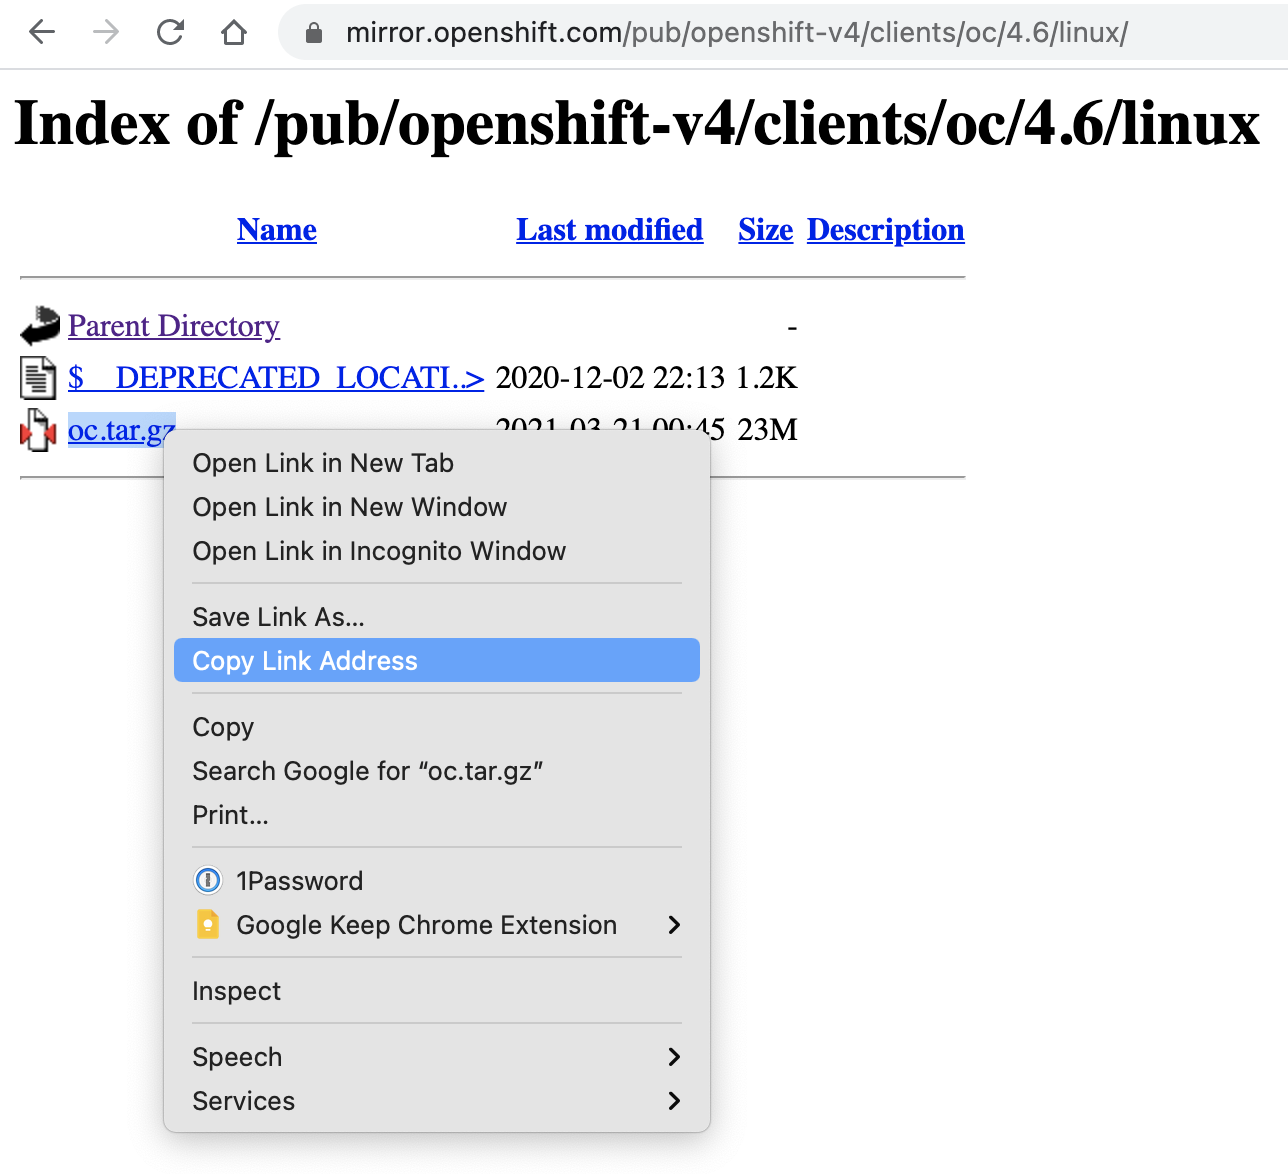 mirror.openshift.com/pub/openshift-v4/clients/oc/4.6/linux/
Index of /pub/openshift-v4/clients/oc/4.6/linux
Name Last modified Size Description
Parent Directory -
$__DEPRECATED_LOCATI..> 2020-12-02 22:13 1.2K
oc.tar.gz 2021-03-21 00:45 23M
Open Link in New Tab
Open Link in New Window
Open Link in Incognito Window
Save Link As...
Copy Link Address
Copy
Search Google for “oc.tar.gz”
Print...
1Password
Google Keep Chrome Extension
Inspect
Speech
Services